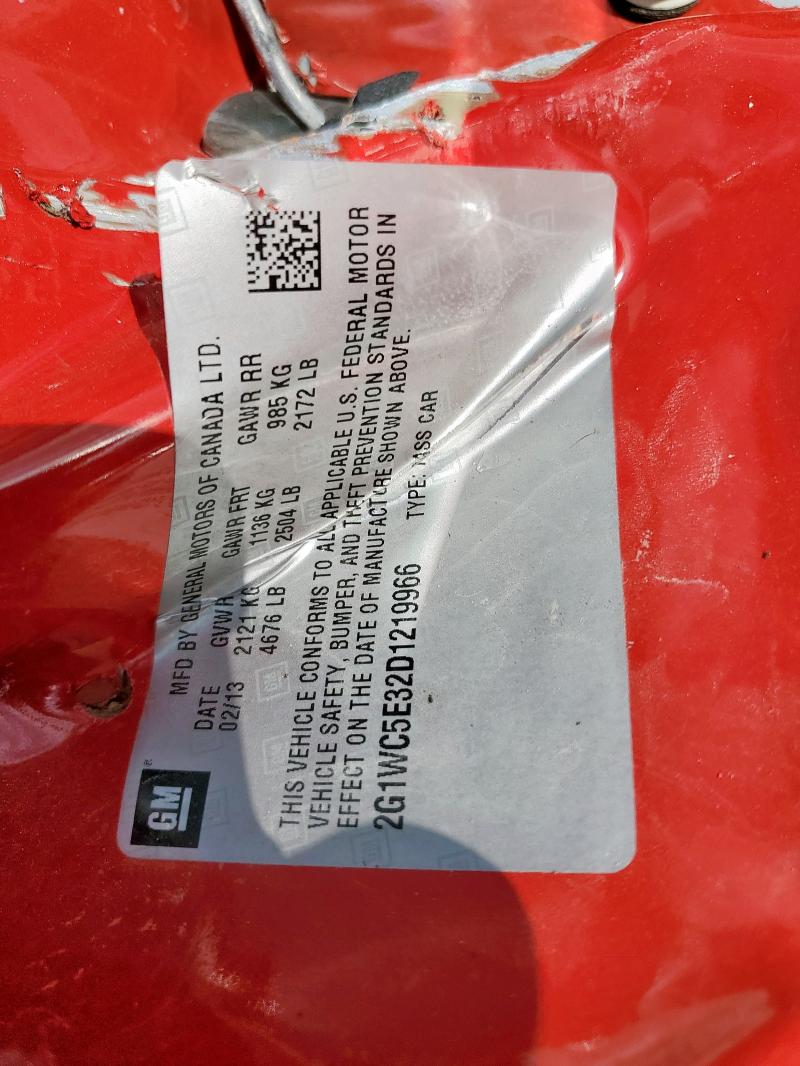 GM
MFD BY GENERAL MOTORS OF CANADA LTD.
DATE GVWR GAWR FRT GAWR RR
02/13 2121 KG 1136 KG 985 KG
4676 LB 2504 LB 2172 LB
THIS VEHICLE CONFORMS TO ALL APPLICABLE U.S. FEDERAL MOTOR
VEHICLE SAFETY, BUMPER, AND THEFT PREVENTION STANDARDS IN
EFFECT ON THE DATE OF MANUFACTURE SHOWN ABOVE.
2G1WC5E32D1219966 TYPE: PASS CAR